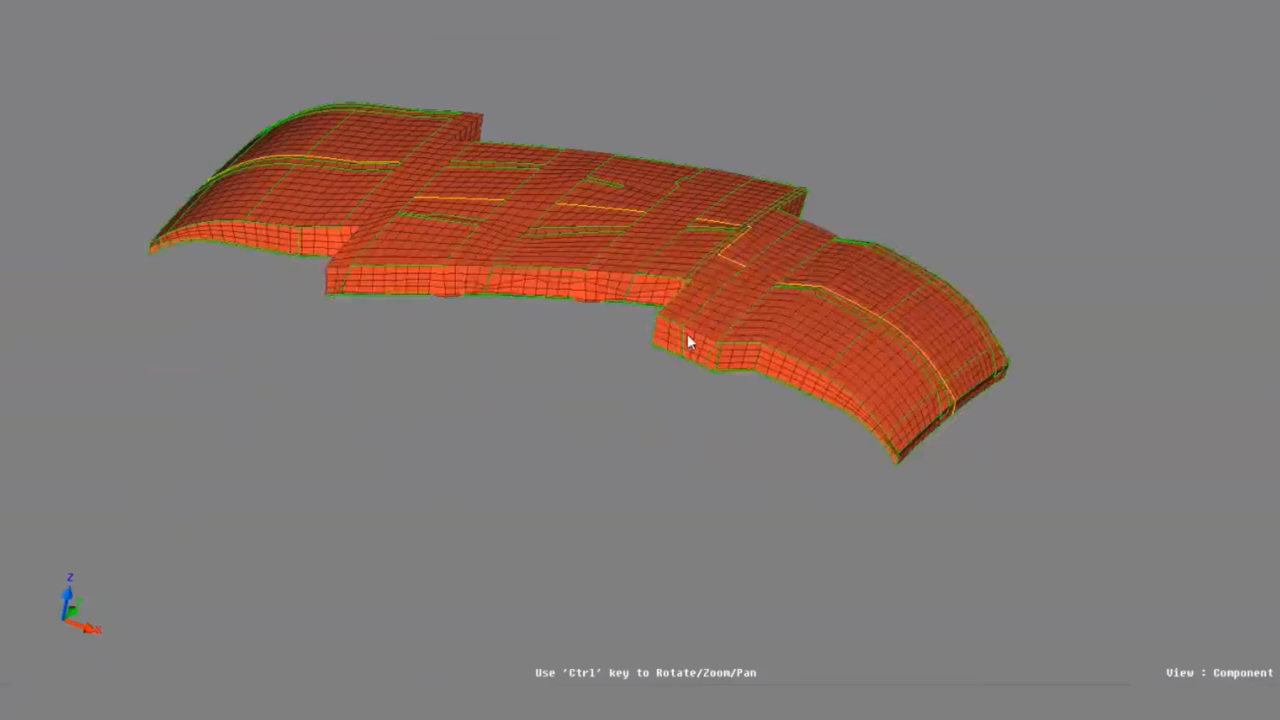 Z
X
Use 'Ctrl' key to Rotate/Zoom/Pan
View : Component